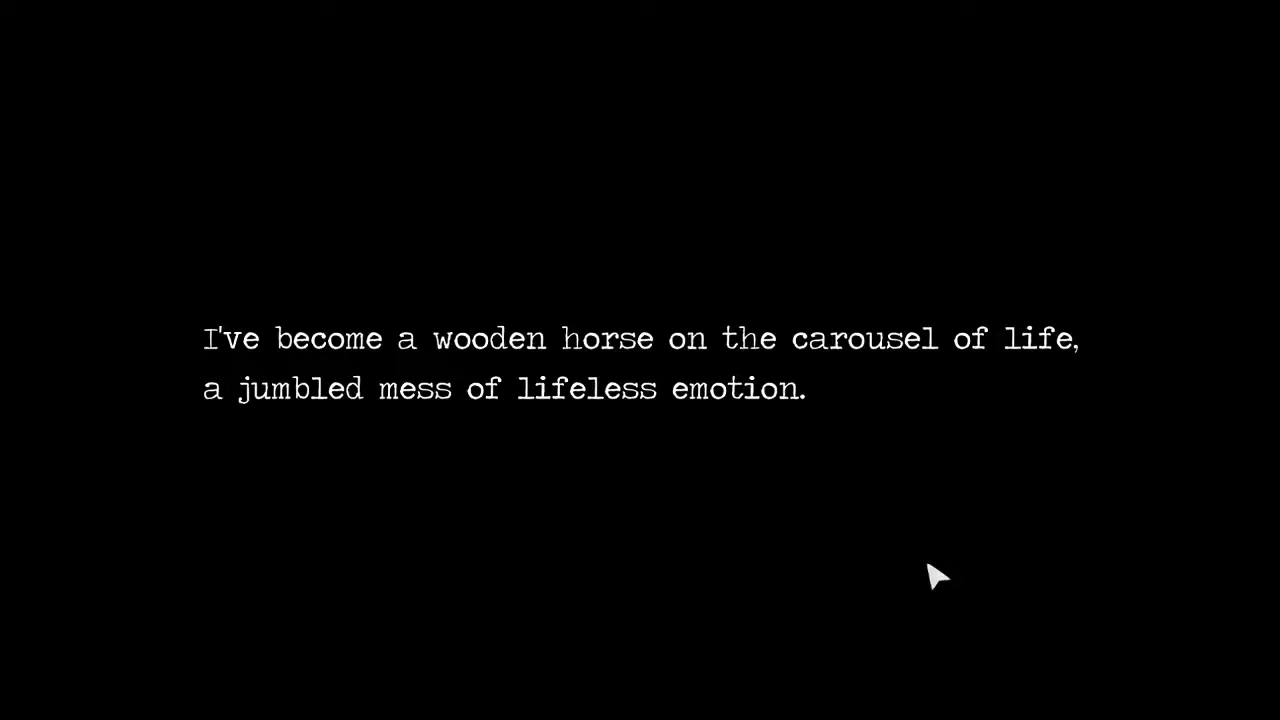 I've become a wooden horse on the carousel of life,
a jumbled mess of lifeless emotion.